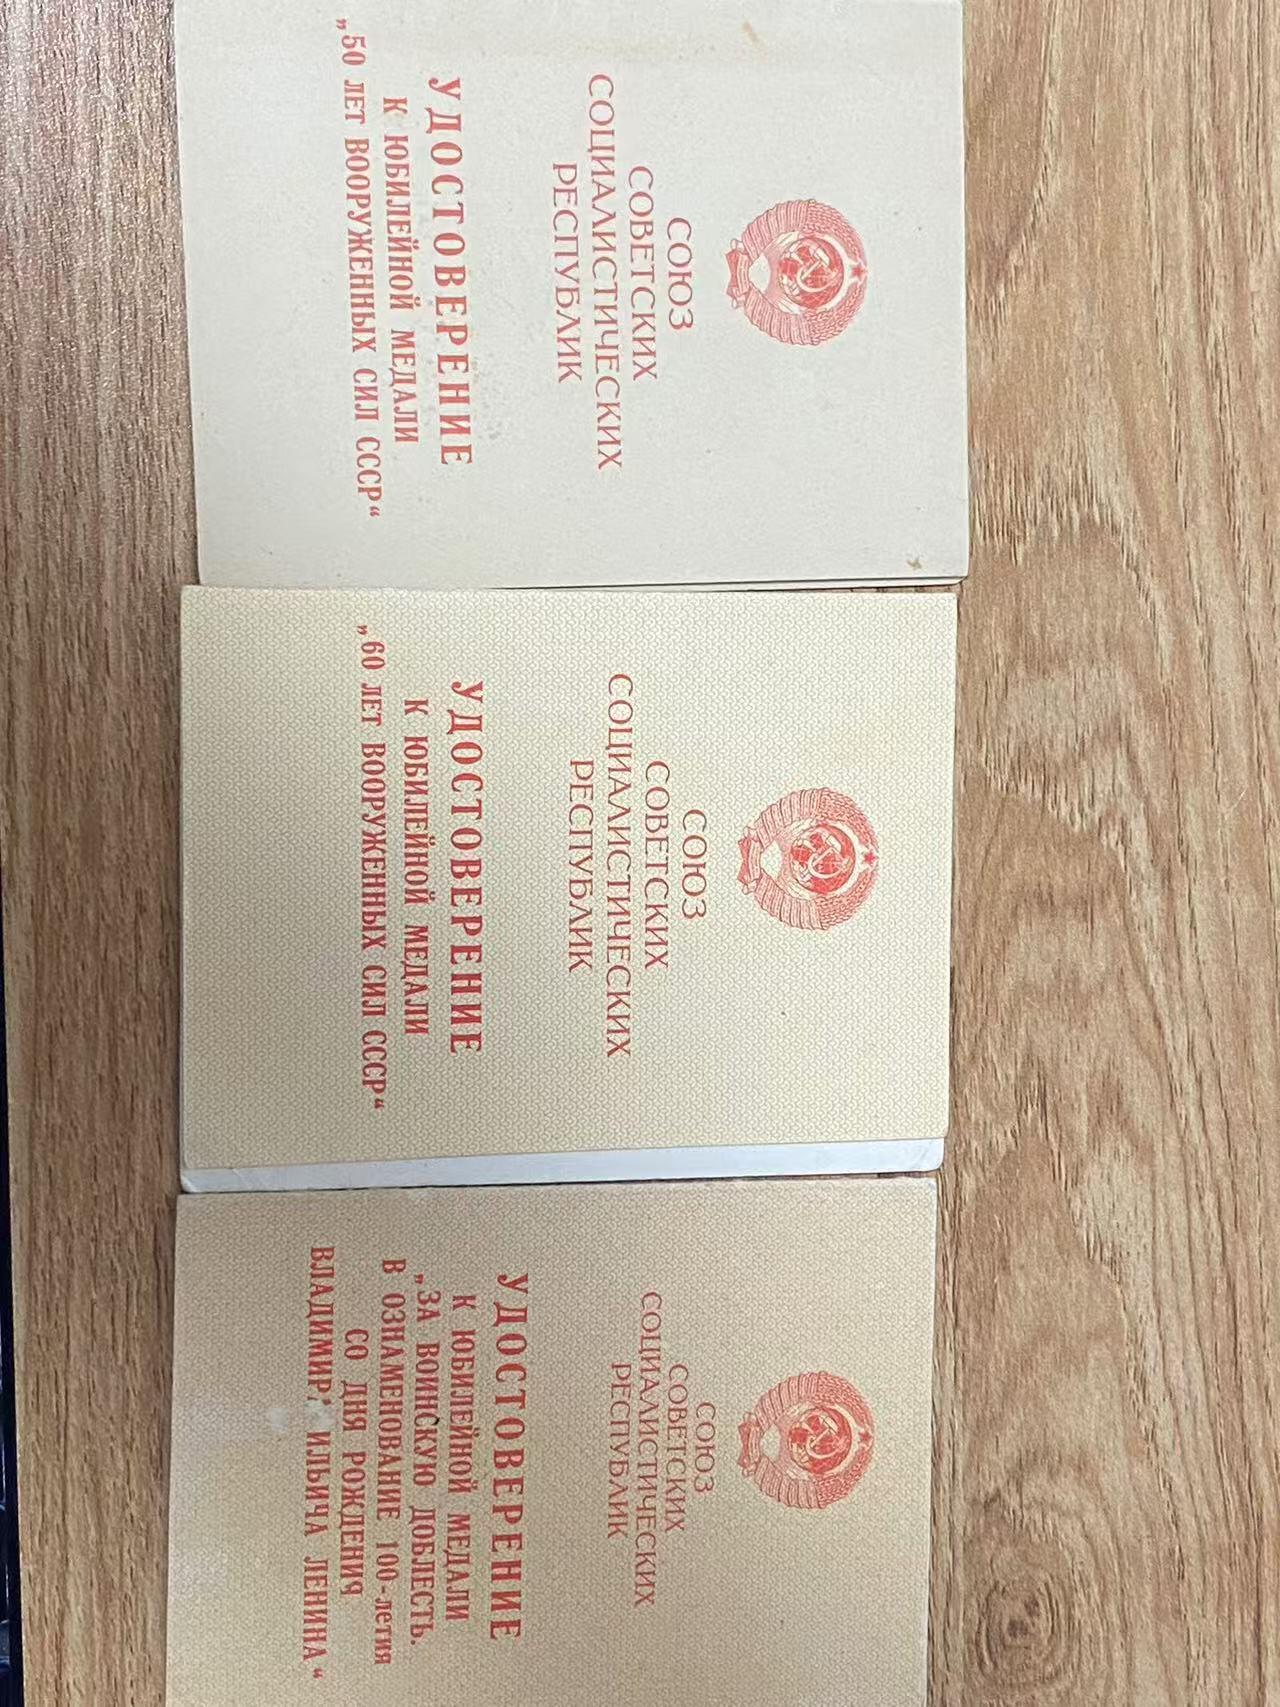 СОЮЗ
СОВЕТСКИХ
СОЦИАЛИСТИЧЕСКИХ
РЕСПУБЛИК
УДОСТОВЕРЕНИЕ
К ЮБИЛЕЙНОЙ МЕДАЛИ
„50 ЛЕТ ВООРУЖЕННЫХ СИЛ СССР“
СОЮЗ
СОВЕТСКИХ
СОЦИАЛИСТИЧЕСКИХ
РЕСПУБЛИК
УДОСТОВЕРЕНИЕ
К ЮБИЛЕЙНОЙ МЕДАЛИ
„60 ЛЕТ ВООРУЖЕННЫХ СИЛ СССР“
СОЮЗ
СОВЕТСКИХ
СОЦИАЛИСТИЧЕСКИХ
РЕСПУБЛИК
УДОСТОВЕРЕНИЕ
К ЮБИЛЕЙНОЙ МЕДАЛИ
„ЗА ВОИНСКУЮ ДОБЛЕСТЬ.
В ОЗНАМЕНОВАНИЕ 100-летия
СО ДНЯ РОЖДЕНИЯ
ВЛАДИМИРА ИЛЬИЧА ЛЕНИНА“